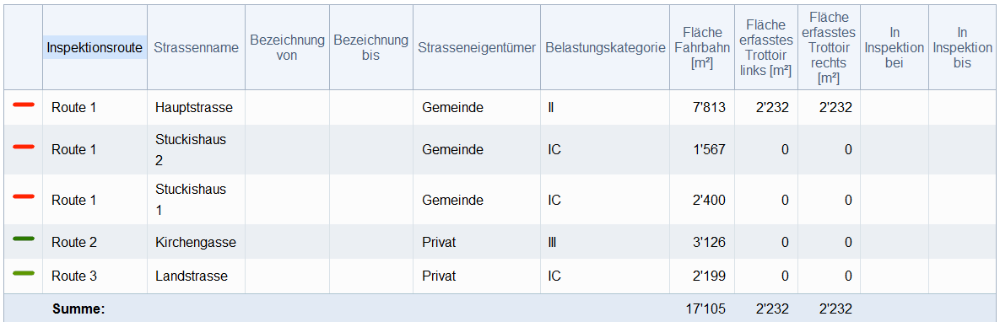 Inspektionsroute Strassenname Bezeichnung von Bezeichnung bis Strasseneigentümer Belastungskategorie Fläche Fahrbahn [m²] Fläche erfasstes Trottoir links [m²] Fläche erfasstes Trottoir rechts [m²] In Inspektion bei In Inspektion bis
Route 1 Hauptstrasse Gemeinde II 7'813 2'232 2'232
Route 1 Stuckishaus 2 Gemeinde IC 1'567 0 0
Route 1 Stuckishaus 1 Gemeinde IC 2'400 0 0
Route 2 Kirchengasse Privat III 3'126 0 0
Route 3 Landstrasse Privat IC 2'199 0 0
Summe: 17'105 2'232 2'232